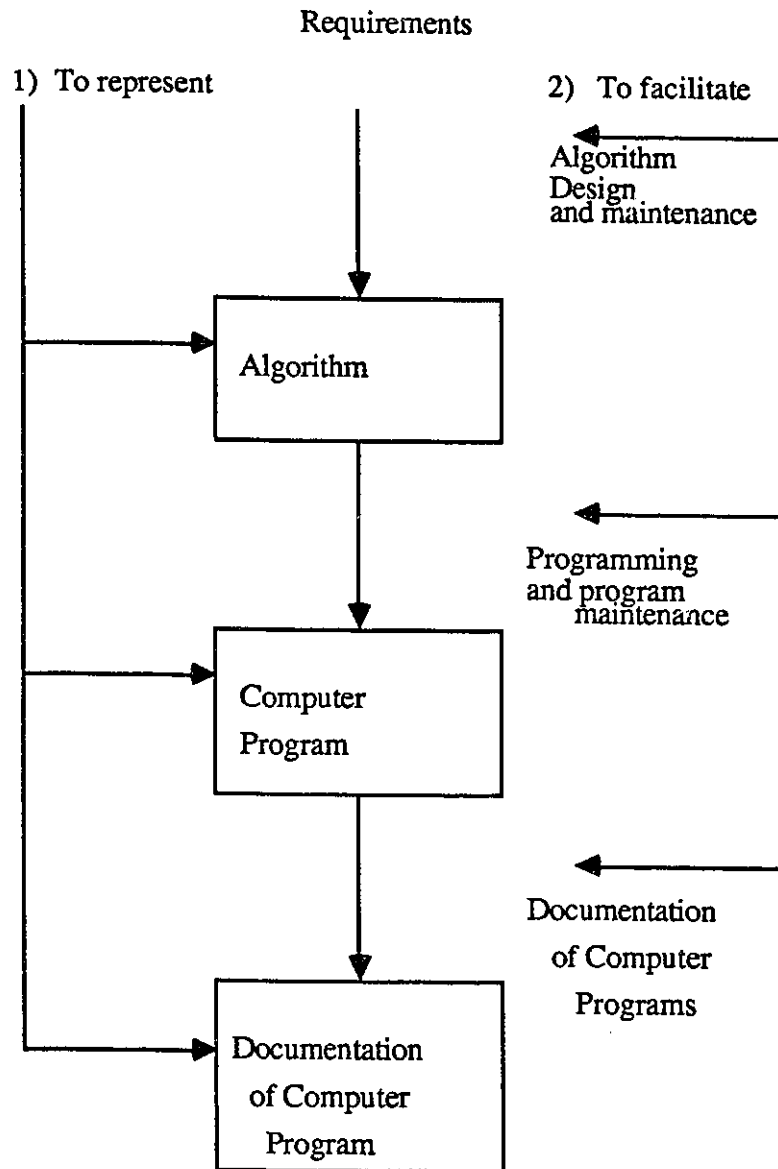 Requirements
1) To represent
2) To facilitate
Algorithm
Design
and maintenance
Algorithm
Programming
and program
maintenance
Computer
Program
Documentation
of Computer
Programs
Documentation
of Computer
Program